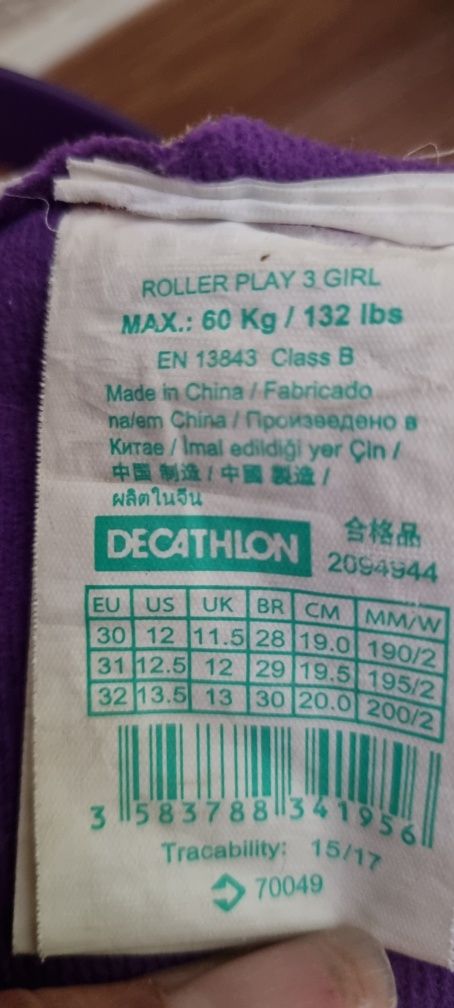 ROLLER PLAY 3 GIRL
MAX.: 60 Kg / 132 lbs
EN 13843 Class B
Made in China / Fabricado
na/em China / Произведено в
Китае / İmal edildiği yer Çin /
中国 制造 / 中國 製造 /
ผลิตในจีน
DECATHLON
合格品
2094944
EU US UK BR CM MM/W
30 12 11.5 28 19.0 190/2
31 12.5 12 29 19.5 195/2
32 13.5 13 30 20.0 200/2
3 583788 341956
Tracability: 15/17
70049